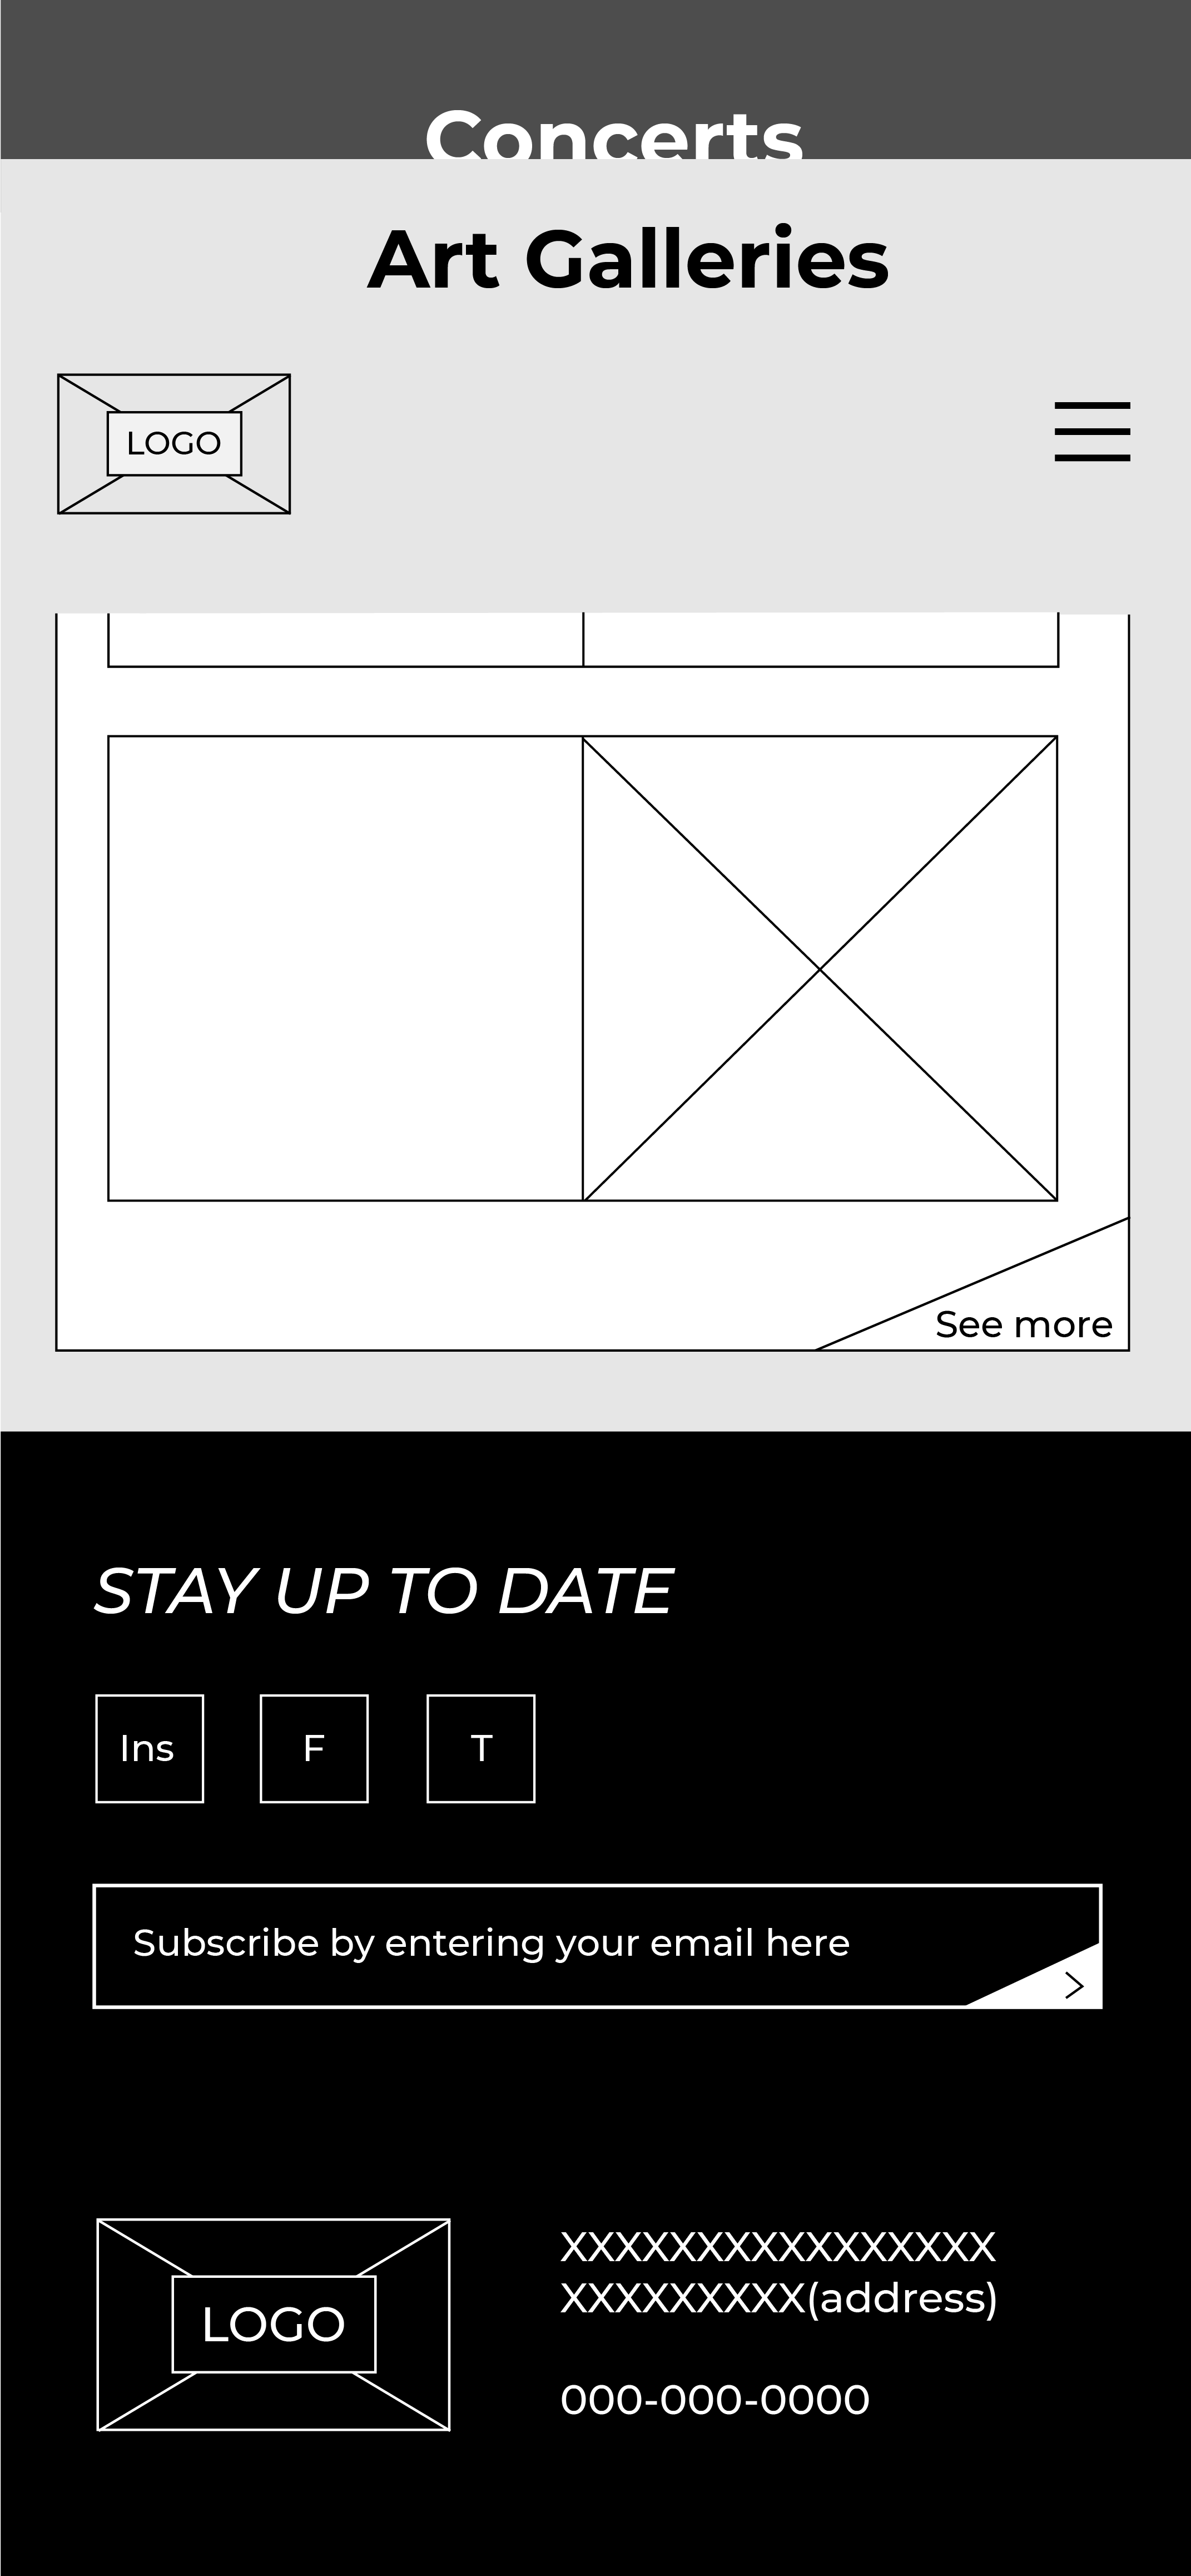 Concerts
Art Galleries
LOGO
See more
STAY UP TO DATE
Ins F T
Subscribe by entering your email here
LOGO
XXXXXXXXXXXXXXXX
XXXXXXXXX(address)
000-000-0000